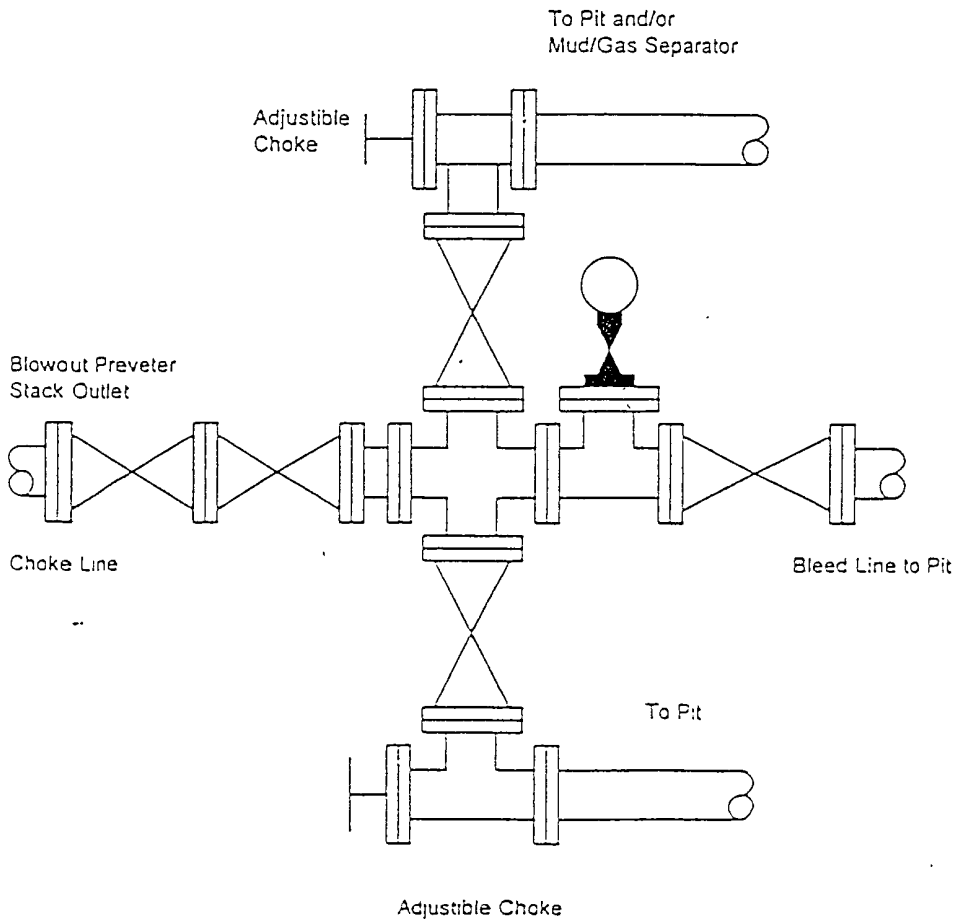 To Pit and/or
Mud/Gas Separator
Adjustible
Choke
Blowout Preveter
Stack Outlet
Choke Line
Bleed Line to Pit
To Pit
Adjustible Choke